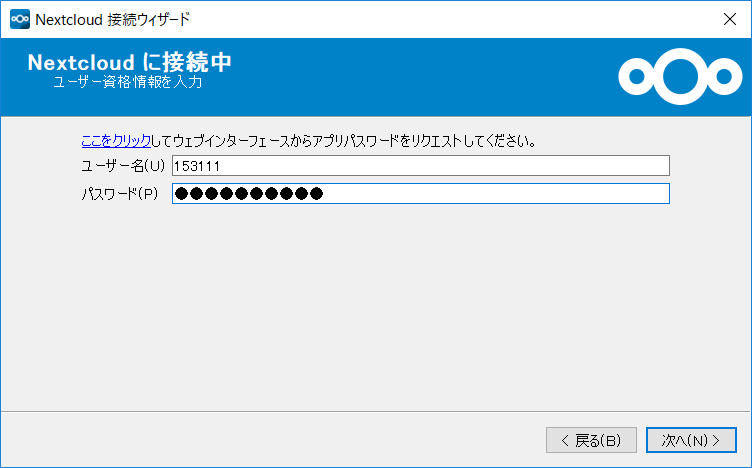 Nextcloud 接続ウィザード
Nextcloud に接続中
ユーザー資格情報を入力
ここをクリックしてウェブインターフェースからアプリパスワードをリクエストしてください。
ユーザー名(U) 153111
パスワード(P) ●●●●●●●●●●
< 戻る(B) 次へ(N) >